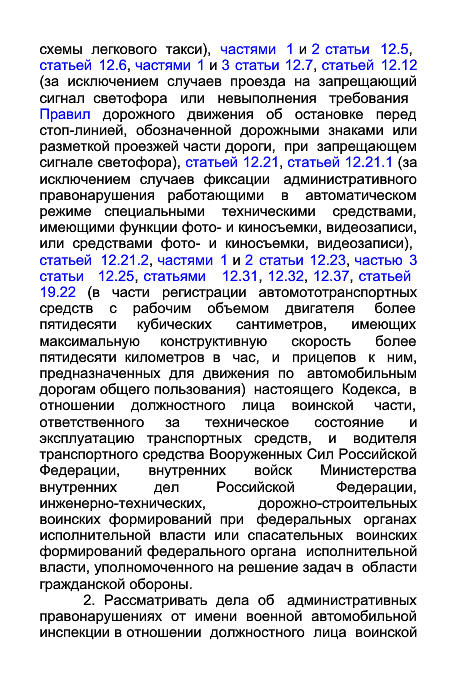 схемы легкового такси), частями 1 и 2 статьи 12.5,
статьей 12.6, частями 1 и 3 статьи 12.7, статьей 12.12
(за исключением случаев проезда на запрещающий
сигнал светофора или невыполнения требования
Правил дорожного движения об остановке перед
стоп-линией, обозначенной дорожными знаками или
разметкой проезжей части дороги, при запрещающем
сигнале светофора), статьей 12.21, статьей 12.21.1 (за
исключением случаев фиксации административного
правонарушения работающими в автоматическом
режиме специальными техническими средствами,
имеющими функции фото- и киносъемки, видеозаписи,
или средствами фото- и киносъемки, видеозаписи),
статьей 12.21.2, частями 1 и 2 статьи 12.23, частью 3
статьи 12.25, статьями 12.31, 12.32, 12.37, статьей
19.22 (в части регистрации автомототранспортных
средств с рабочим объемом двигателя более
пятидесяти кубических сантиметров, имеющих
максимальную конструктивную скорость более
пятидесяти километров в час, и прицепов к ним,
предназначенных для движения по автомобильным
дорогам общего пользования) настоящего Кодекса, в
отношении должностного лица воинской части,
ответственного за техническое состояние и
эксплуатацию транспортных средств, и водителя
транспортного средства Вооруженных Сил Российской
Федерации, внутренних войск Министерства
внутренних дел Российской Федерации,
инженерно-технических, дорожно-строительных
воинских формирований при федеральных органах
исполнительной власти или спасательных воинских
формирований федерального органа исполнительной
власти, уполномоченного на решение задач в области
гражданской обороны.
2. Рассматривать дела об административных
правонарушениях от имени военной автомобильной
инспекции в отношении должностного лица воинской